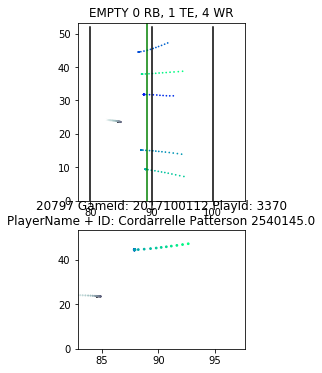 EMPTY 0 RB, 1 TE, 4 WR
50
40
30
20
10
0
80 90 100
20797 GameId: 2017100112 PlayId: 3370
PlayerName + ID: Cordarrelle Patterson 2540145.0
40
20
0
85 90 95